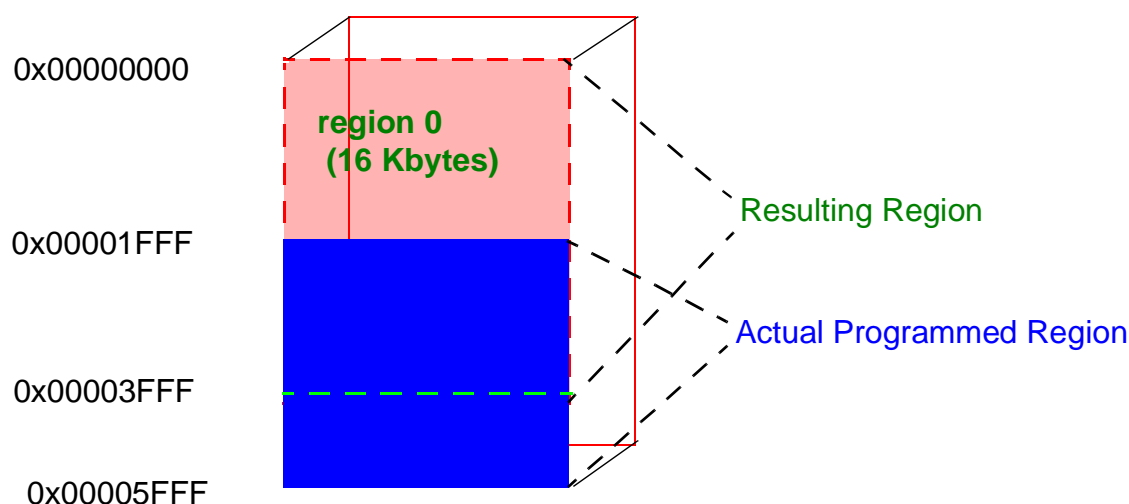 0x00000000
region 0
(16 Kbytes)
Resulting Region
0x00001FFF
Actual Programmed Region
0x00003FFF
0x00005FFF